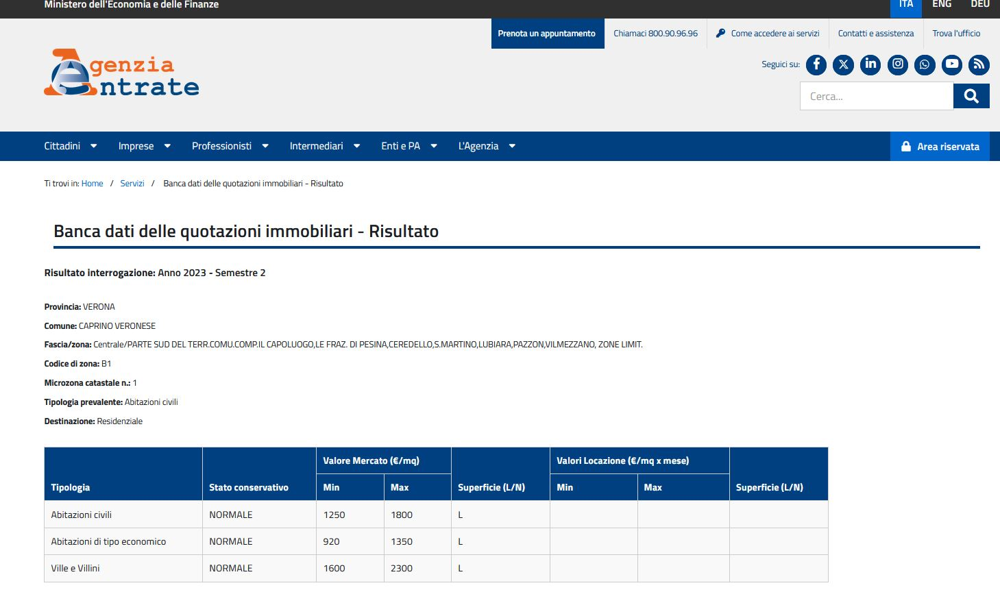 Ministero dell'Economia e delle Finanze
ITA ENG DEU
Prenota un appuntamento Chiamaci 800.90.96.96 Come accedere ai servizi Contatti e assistenza Trova l'ufficio
Seguici su:
Agenzia
Entrate
Cerca...
Cittadini Imprese Professionisti Intermediari Enti e PA L'Agenzia Area riservata
Ti trovi in: Home / Servizi / Banca dati delle quotazioni immobiliari - Risultato
Banca dati delle quotazioni immobiliari - Risultato
Risultato interrogazione: Anno 2023 - Semestre 2
Provincia: VERONA
Comune: CAPRINO VERONESE
Fascia/zona: Centrale/PARTE SUD DEL TERR.COMU.COMP.IL CAPOLUOGO,LE FRAZ. DI PESINA,CEREDELLO,S.MARTINO,LUBIARA,PAZZON,VILMEZZANO, ZONE LIMIT.
Codice di zona: B1
Microzona catastale n.: 1
Tipologia prevalente: Abitazioni civili
Destinazione: Residenziale
Valore Mercato (€/mq) Valori Locazione (€/mq x mese)
Tipologia Stato conservativo Min Max Superficie (L/N) Min Max Superficie (L/N)
Abitazioni civili NORMALE 1250 1800 L
Abitazioni di tipo economico NORMALE 920 1350 L
Ville e Villini NORMALE 1600 2300 L